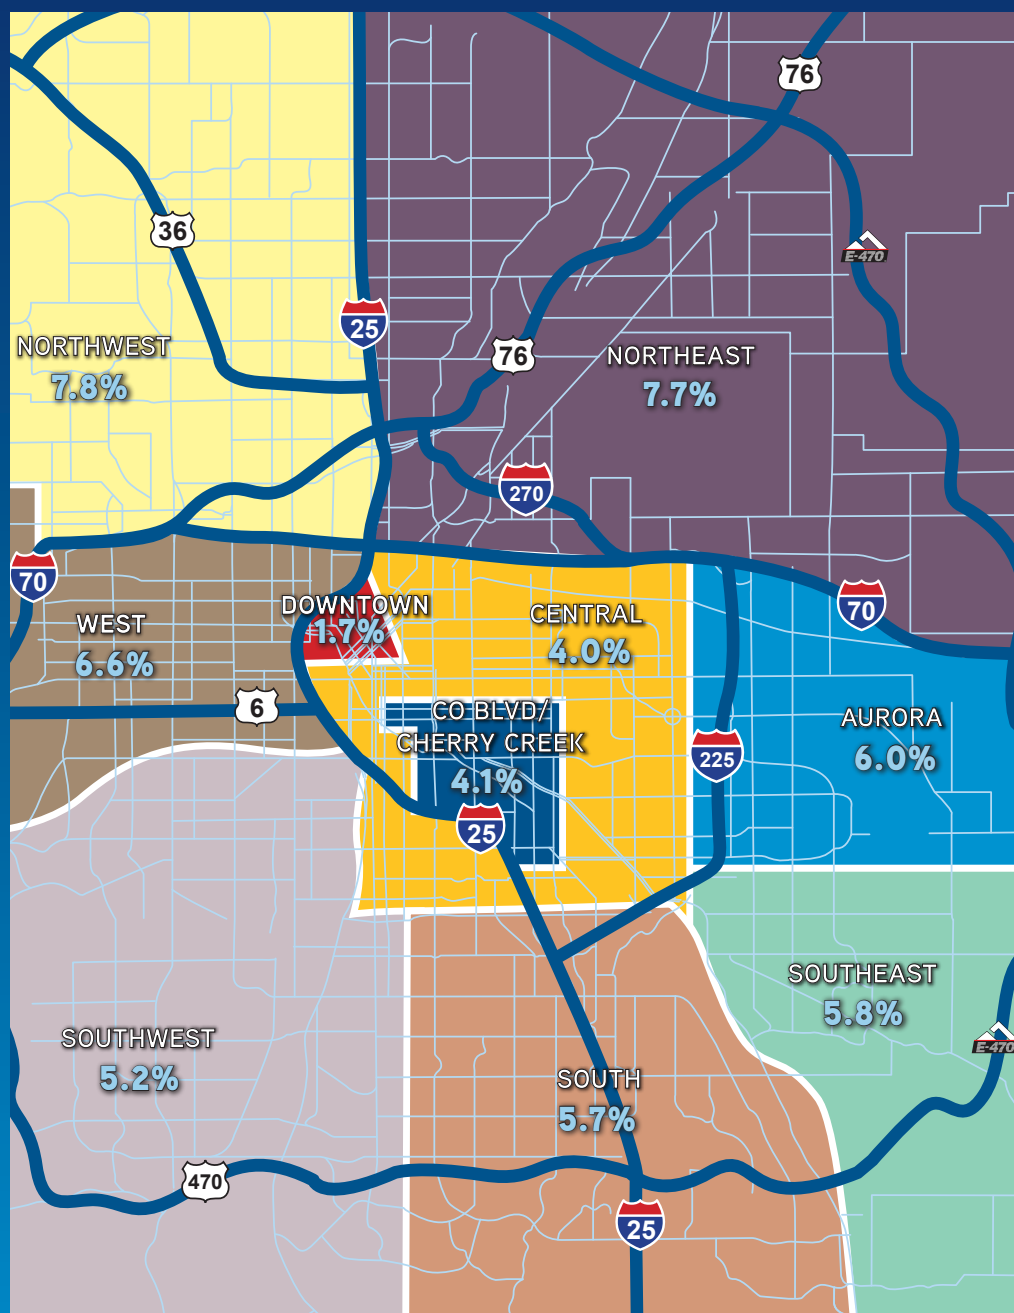 76
36
E-470
25
NORTHWEST
7.8%
76
NORTHEAST
7.7%
270
70
WEST
6.6%
DOWNTOWN
1.7%
CENTRAL
4.0%
70
6
CO BLVD/
CHERRY CREEK
4.1%
AURORA
6.0%
225
25
SOUTHEAST
5.8%
E-470
SOUTHWEST
5.2%
SOUTH
5.7%
470
25